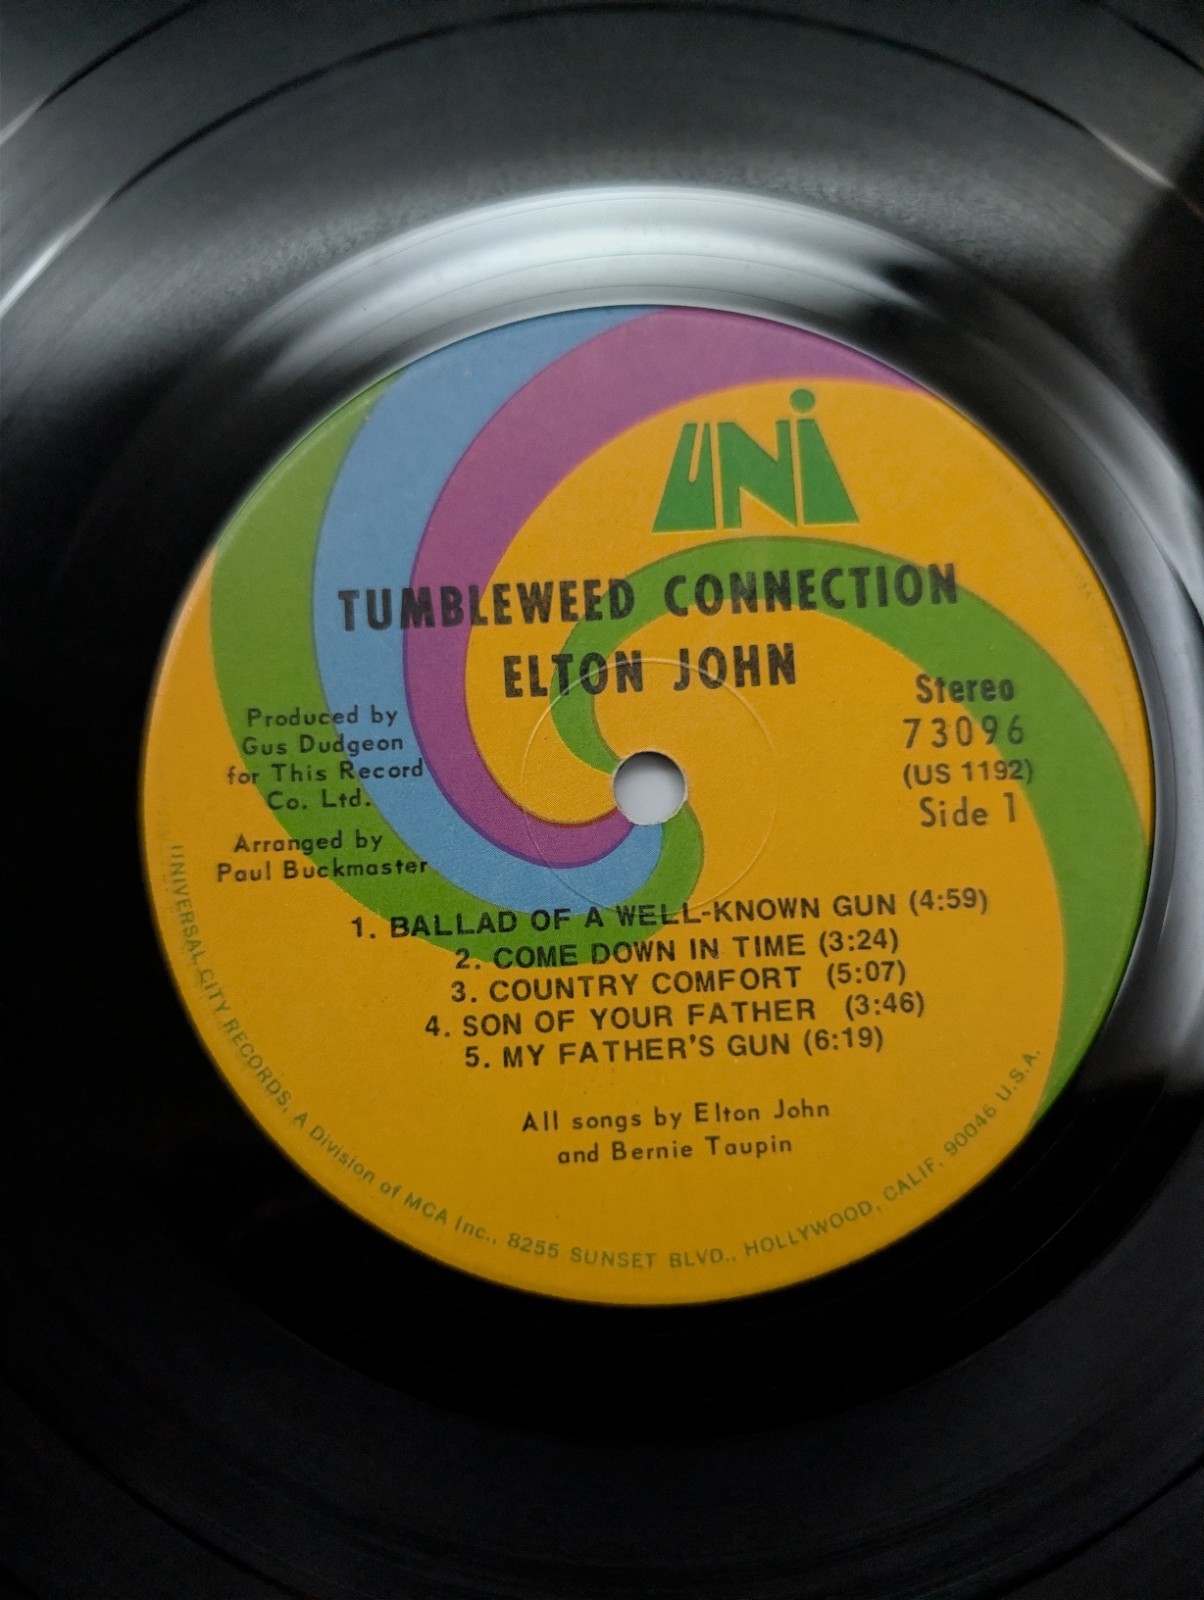 UNi
TUMBLEWEED CONNECTION
ELTON JOHN
Produced by
Gus Dudgeon
for This Record
Co. Ltd.
Arranged by
Paul Buckmaster
Stereo
73096
(US 1192)
Side 1
1. BALLAD OF A WELL-KNOWN GUN (4:59)
2. COME DOWN IN TIME (3:24)
3. COUNTRY COMFORT (5:07)
4. SON OF YOUR FATHER (3:46)
5. MY FATHER'S GUN (6:19)
All songs by Elton John
and Bernie Taupin
UNIVERSAL CITY RECORDS, A Division of MCA Inc., 8255 SUNSET BLVD., HOLLYWOOD, CALIF. 90046 U.S.A.